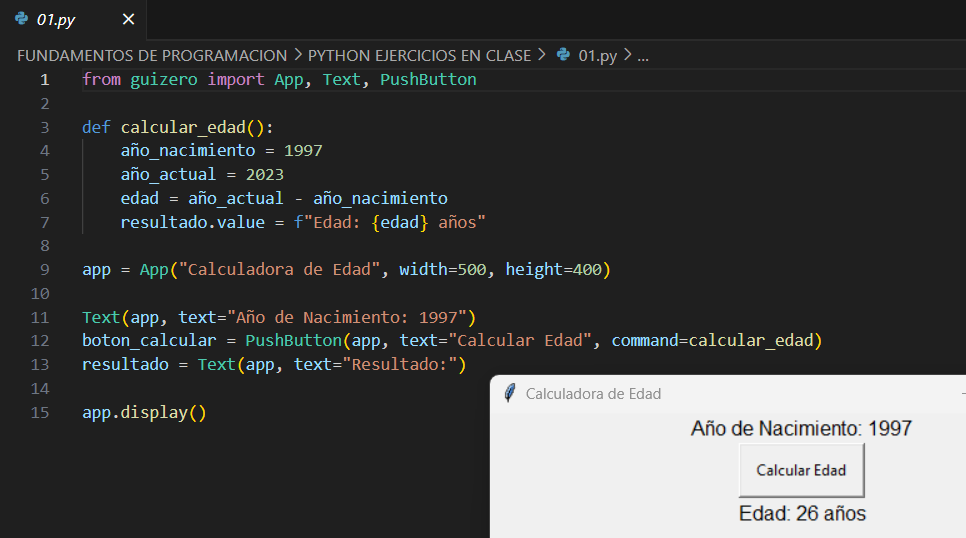 01.py
FUNDAMENTOS DE PROGRAMACION > PYTHON EJERCICIOS EN CLASE > 01.py > ...
1 from guizero import App, Text, PushButton
2
3 def calcular_edad():
4     año_nacimiento = 1997
5     año_actual = 2023
6     edad = año_actual - año_nacimiento
7     resultado.value = f"Edad: {edad} años"
8
9 app = App("Calculadora de Edad", width=500, height=400)
10
11 Text(app, text="Año de Nacimiento: 1997")
12 boton_calcular = PushButton(app, text="Calcular Edad", command=calcular_edad)
13 resultado = Text(app, text="Resultado:")
14
15 app.display()
Calculadora de Edad
Año de Nacimiento: 1997
Calcular Edad
Edad: 26 años